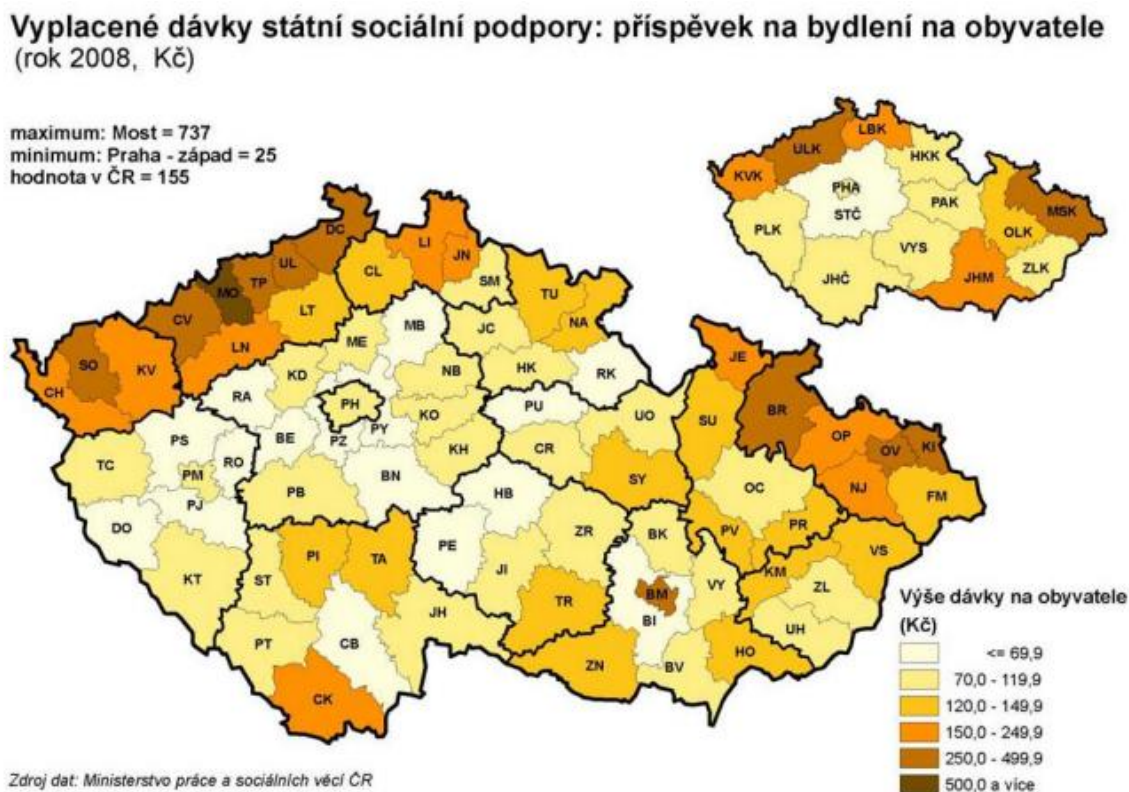 Vyplacené dávky státní sociální podpory: příspěvek na bydlení na obyvatele
(rok 2008, Kč)
maximum: Most = 737
minimum: Praha - západ = 25
hodnota v ČR = 155
LBK
ULK
HKK
KVK
PHA
STČ
PAK
MSK
PLK
OLK
VYS
ZLK
JHČ
JHM
DC
LI
JN
UL
TP
MO
CL
SM
LT
TU
CV
NA
MB
JC
ME
LN
SO
KV
JE
CH
KD
NB
HK
RK
RA
PH
PU
BR
KO
UO
SU
PS
BE
PZ
PY
OP
RO
KH
CR
OV
KI
TC
PM
BN
SY
OC
NJ
PB
HB
FM
PJ
DO
PR
ZR
BK
PV
PI
TA
PE
VS
KT
ST
JI
KM
ZL
BM
VY
TR
JH
BI
UH
PT
CB
HO
ZN
BV
CK
Výše dávky na obyvatele
(Kč)
<= 69,9
70,0 - 119,9
120,0 - 149,9
150,0 - 249,9
250,0 - 499,9
500,0 a více
Zdroj dat: Ministerstvo práce a sociálních věcí ČR